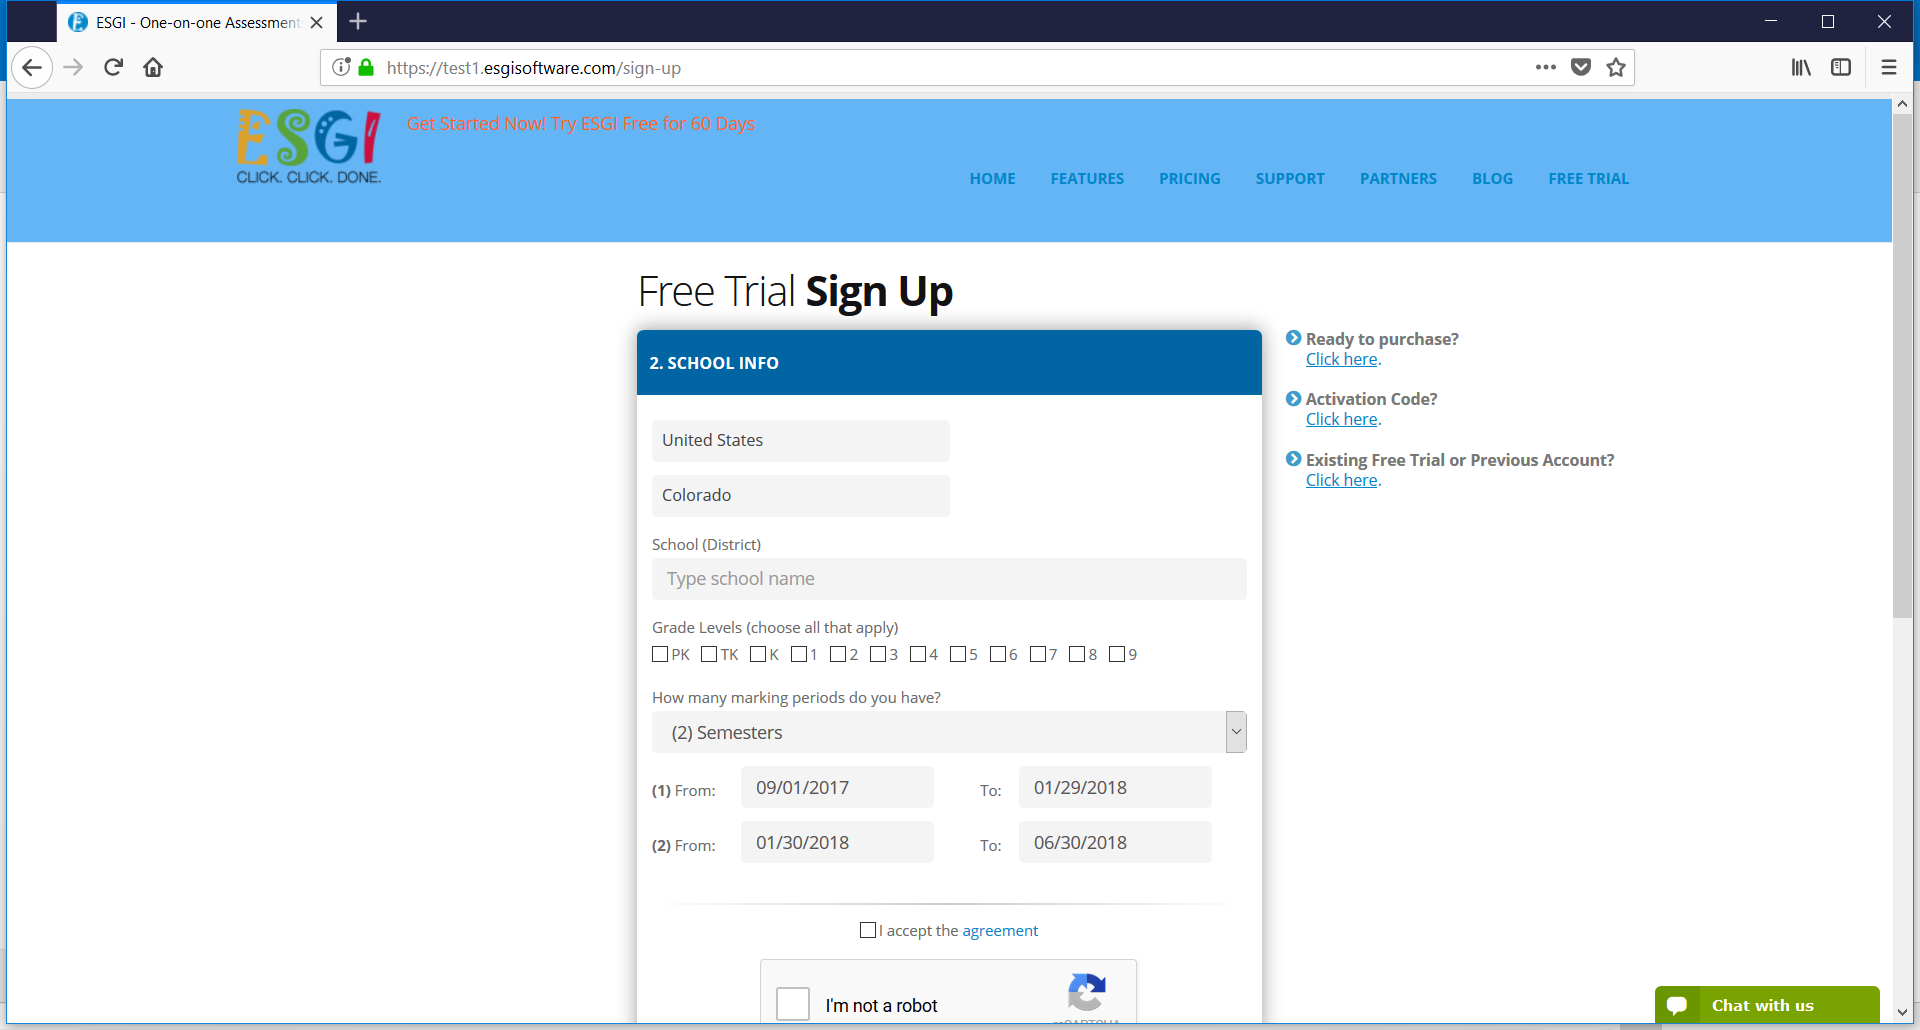 ESGI - One-on-one Assessment
https://test1.esgisoftware.com/sign-up
ESGI
CLICK. CLICK. DONE.
Get Started Now! Try ESGI Free for 60 Days
HOME FEATURES PRICING SUPPORT PARTNERS BLOG FREE TRIAL
Free Trial Sign Up
2. SCHOOL INFO
United States
Colorado
School (District)
Type school name
Grade Levels (choose all that apply)
PK TK K 1 2 3 4 5 6 7 8 9
How many marking periods do you have?
(2) Semesters
(1) From: 09/01/2017 To: 01/29/2018
(2) From: 01/30/2018 To: 06/30/2018
I accept the agreement
I'm not a robot
reCAPTCHA
Ready to purchase?
Click here.
Activation Code?
Click here.
Existing Free Trial or Previous Account?
Click here.
Chat with us